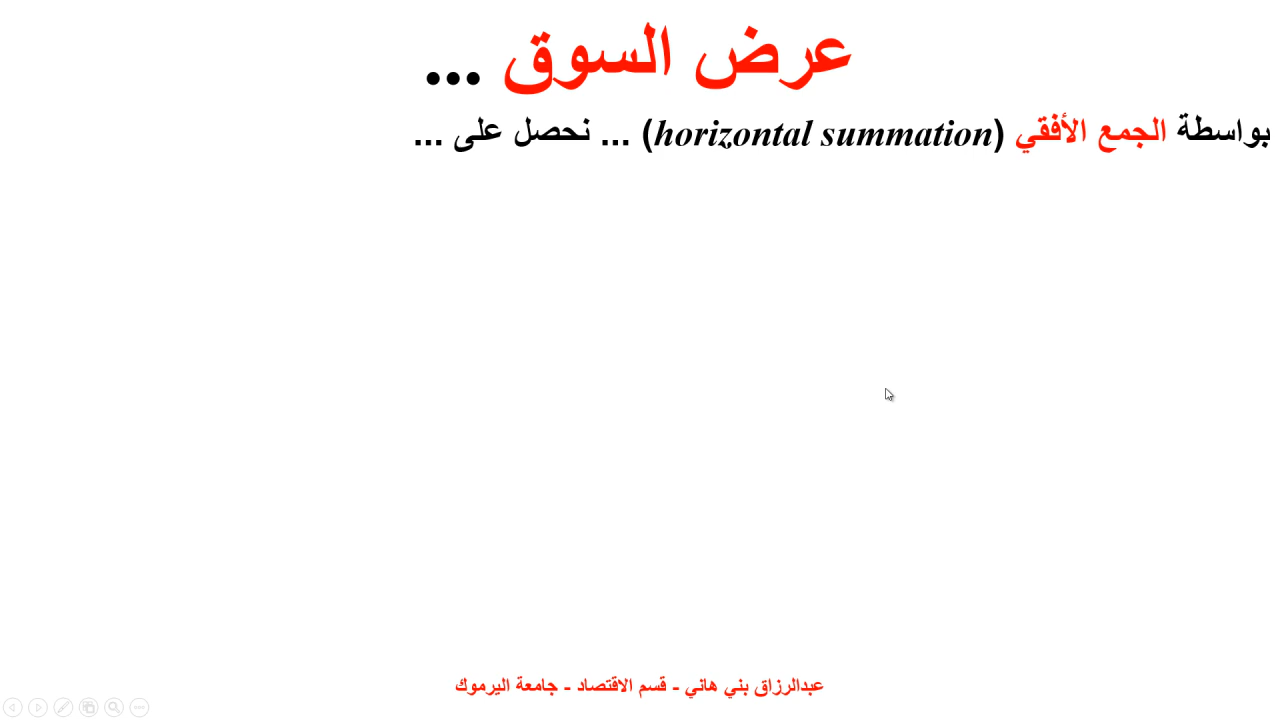 عرض السوق ...
بواسطة الجمع الأفقي (horizontal summation) ... نحصل على ...
عبدالرزاق بني هاني - قسم الاقتصاد - جامعة اليرموك